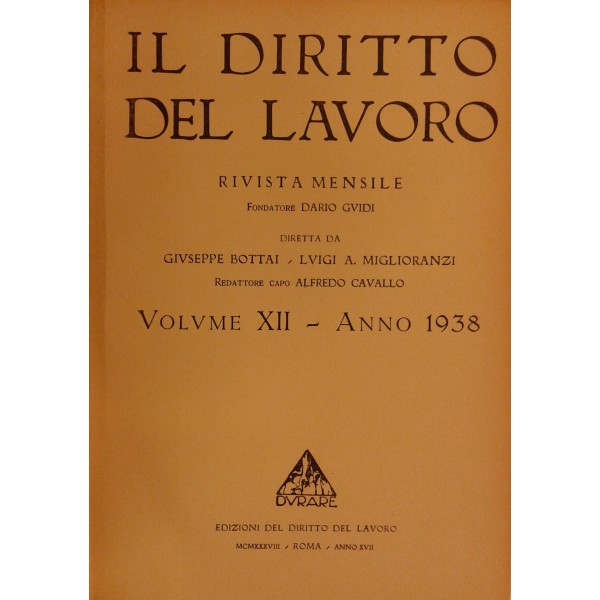 IL DIRITTO
DEL LAVORO
RIVISTA MENSILE
FONDATORE DARIO GVIDI
DIRETTA DA
GIVSEPPE BOTTAI / LVIGI A. MIGLIORANZI
REDATTORE CAPO ALFREDO CAVALLO
VOLVME XII - ANNO 1938
DVRARE
EDIZIONI DEL DIRITTO DEL LAVORO
MCMXXXVIII / ROMA / ANNO XVII